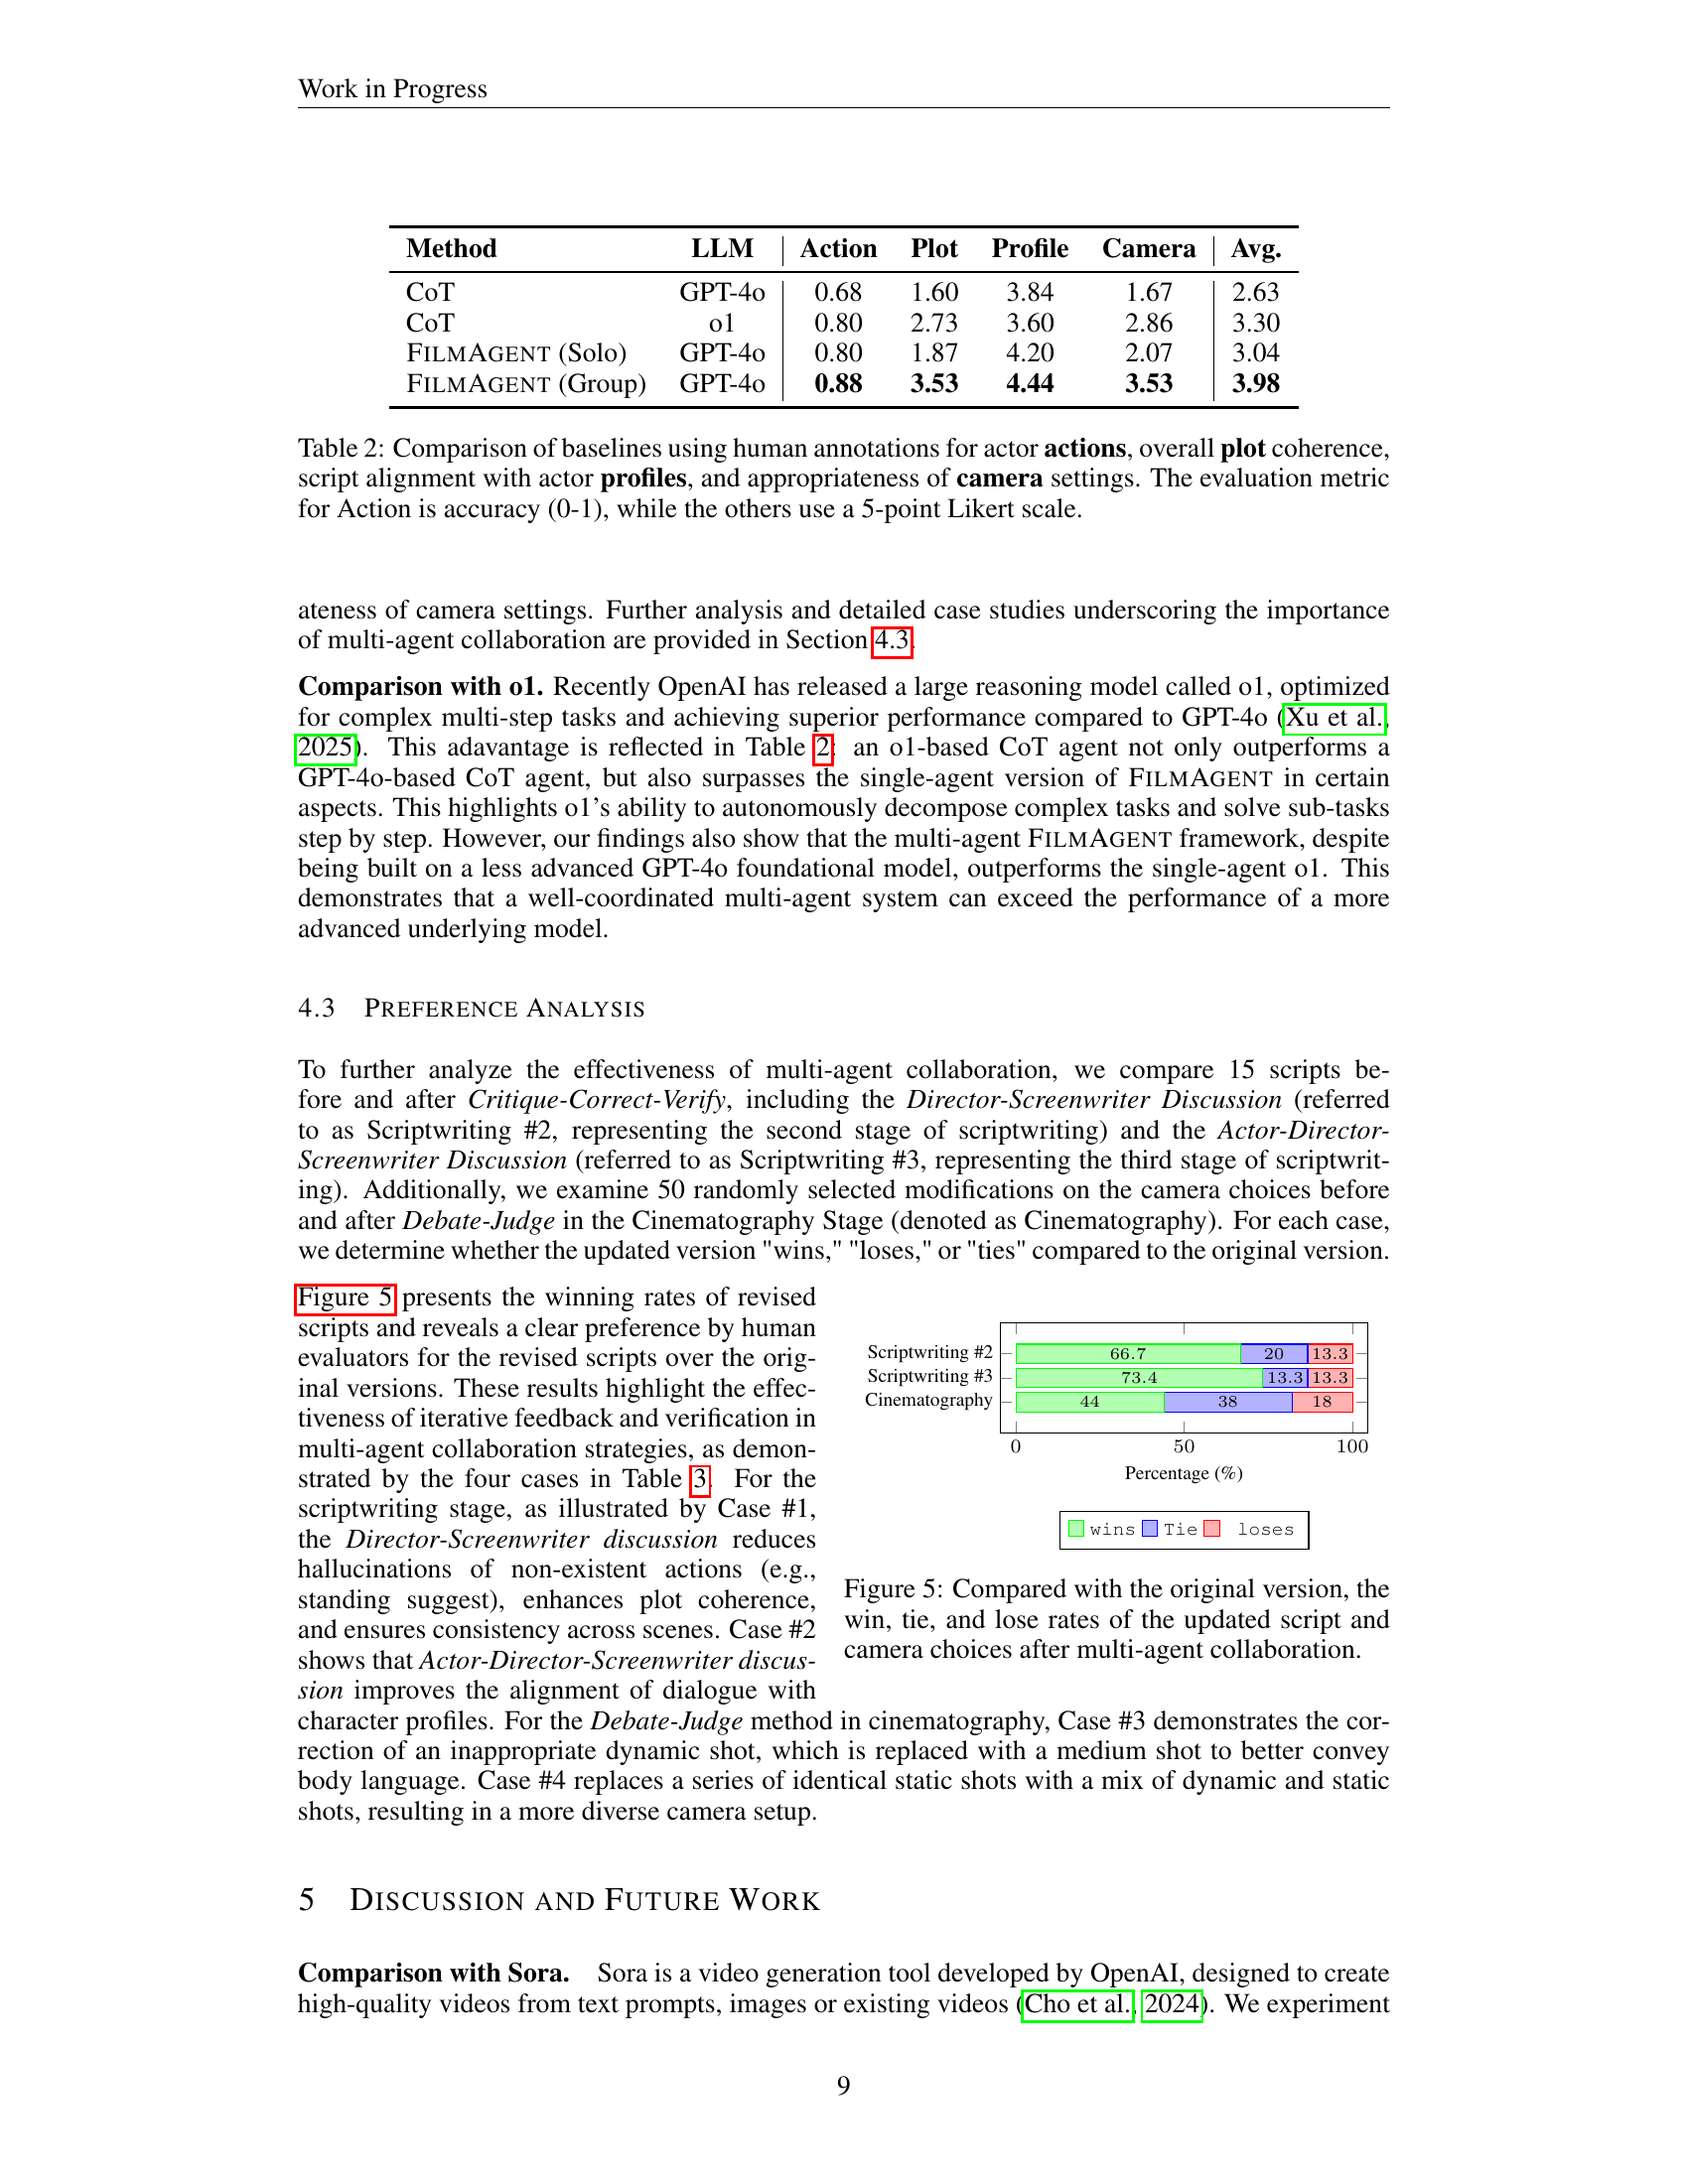 Work in Progress
Method LLM Action Plot Profile Camera Avg.
CoT GPT-4o 0.68 1.60 3.84 1.67 2.63
CoT o1 0.80 2.73 3.60 2.86 3.30
FILMAGENT (Solo) GPT-4o 0.80 1.87 4.20 2.07 3.04
FILMAGENT (Group) GPT-4o 0.88 3.53 4.44 3.53 3.98
Table 2: Comparison of baselines using human annotations for actor actions, overall plot coherence,
script alignment with actor profiles, and appropriateness of camera settings. The evaluation metric
for Action is accuracy (0-1), while the others use a 5-point Likert scale.
ateness of camera settings. Further analysis and detailed case studies underscoring the importance
of multi-agent collaboration are provided in Section 4.3.
Comparison with o1. Recently OpenAI has released a large reasoning model called o1, optimized
for complex multi-step tasks and achieving superior performance compared to GPT-4o (Xu et al.,
2025). This adavantage is reflected in Table 2: an o1-based CoT agent not only outperforms a
GPT-4o-based CoT agent, but also surpasses the single-agent version of FILMAGENT in certain
aspects. This highlights o1's ability to autonomously decompose complex tasks and solve sub-tasks
step by step. However, our findings also show that the multi-agent FILMAGENT framework, despite
being built on a less advanced GPT-4o foundational model, outperforms the single-agent o1. This
demonstrates that a well-coordinated multi-agent system can exceed the performance of a more
advanced underlying model.
4.3 PREFERENCE ANALYSIS
To further analyze the effectiveness of multi-agent collaboration, we compare 15 scripts be-
fore and after Critique-Correct-Verify, including the Director-Screenwriter Discussion (referred
to as Scriptwriting #2, representing the second stage of scriptwriting) and the Actor-Director-
Screenwriter Discussion (referred to as Scriptwriting #3, representing the third stage of scriptwrit-
ing). Additionally, we examine 50 randomly selected modifications on the camera choices before
and after Debate-Judge in the Cinematography Stage (denoted as Cinematography). For each case,
we determine whether the updated version "wins," "loses," or "ties" compared to the original version.
Figure 5 presents the winning rates of revised
scripts and reveals a clear preference by human
evaluators for the revised scripts over the orig-
inal versions. These results highlight the effec-
tiveness of iterative feedback and verification in
multi-agent collaboration strategies, as demon-
strated by the four cases in Table 3. For the
scriptwriting stage, as illustrated by Case #1,
the Director-Screenwriter discussion reduces
hallucinations of non-existent actions (e.g.,
standing suggest), enhances plot coherence,
and ensures consistency across scenes. Case #2
shows that Actor-Director-Screenwriter discus-
sion improves the alignment of dialogue with
character profiles. For the Debate-Judge method in cinematography, Case #3 demonstrates the cor-
rection of an inappropriate dynamic shot, which is replaced with a medium shot to better convey
body language. Case #4 replaces a series of identical static shots with a mix of dynamic and static
shots, resulting in a more diverse camera setup.
Scriptwriting #2 66.7 20 13.3
Scriptwriting #3 73.4 13.3 13.3
Cinematography 44 38 18
0 50 100
Percentage (%)
wins Tie loses
Figure 5: Compared with the original version, the
win, tie, and lose rates of the updated script and
camera choices after multi-agent collaboration.
5 DISCUSSION AND FUTURE WORK
Comparison with Sora. Sora is a video generation tool developed by OpenAI, designed to create
high-quality videos from text prompts, images or existing videos (Cho et al., 2024). We experiment
9